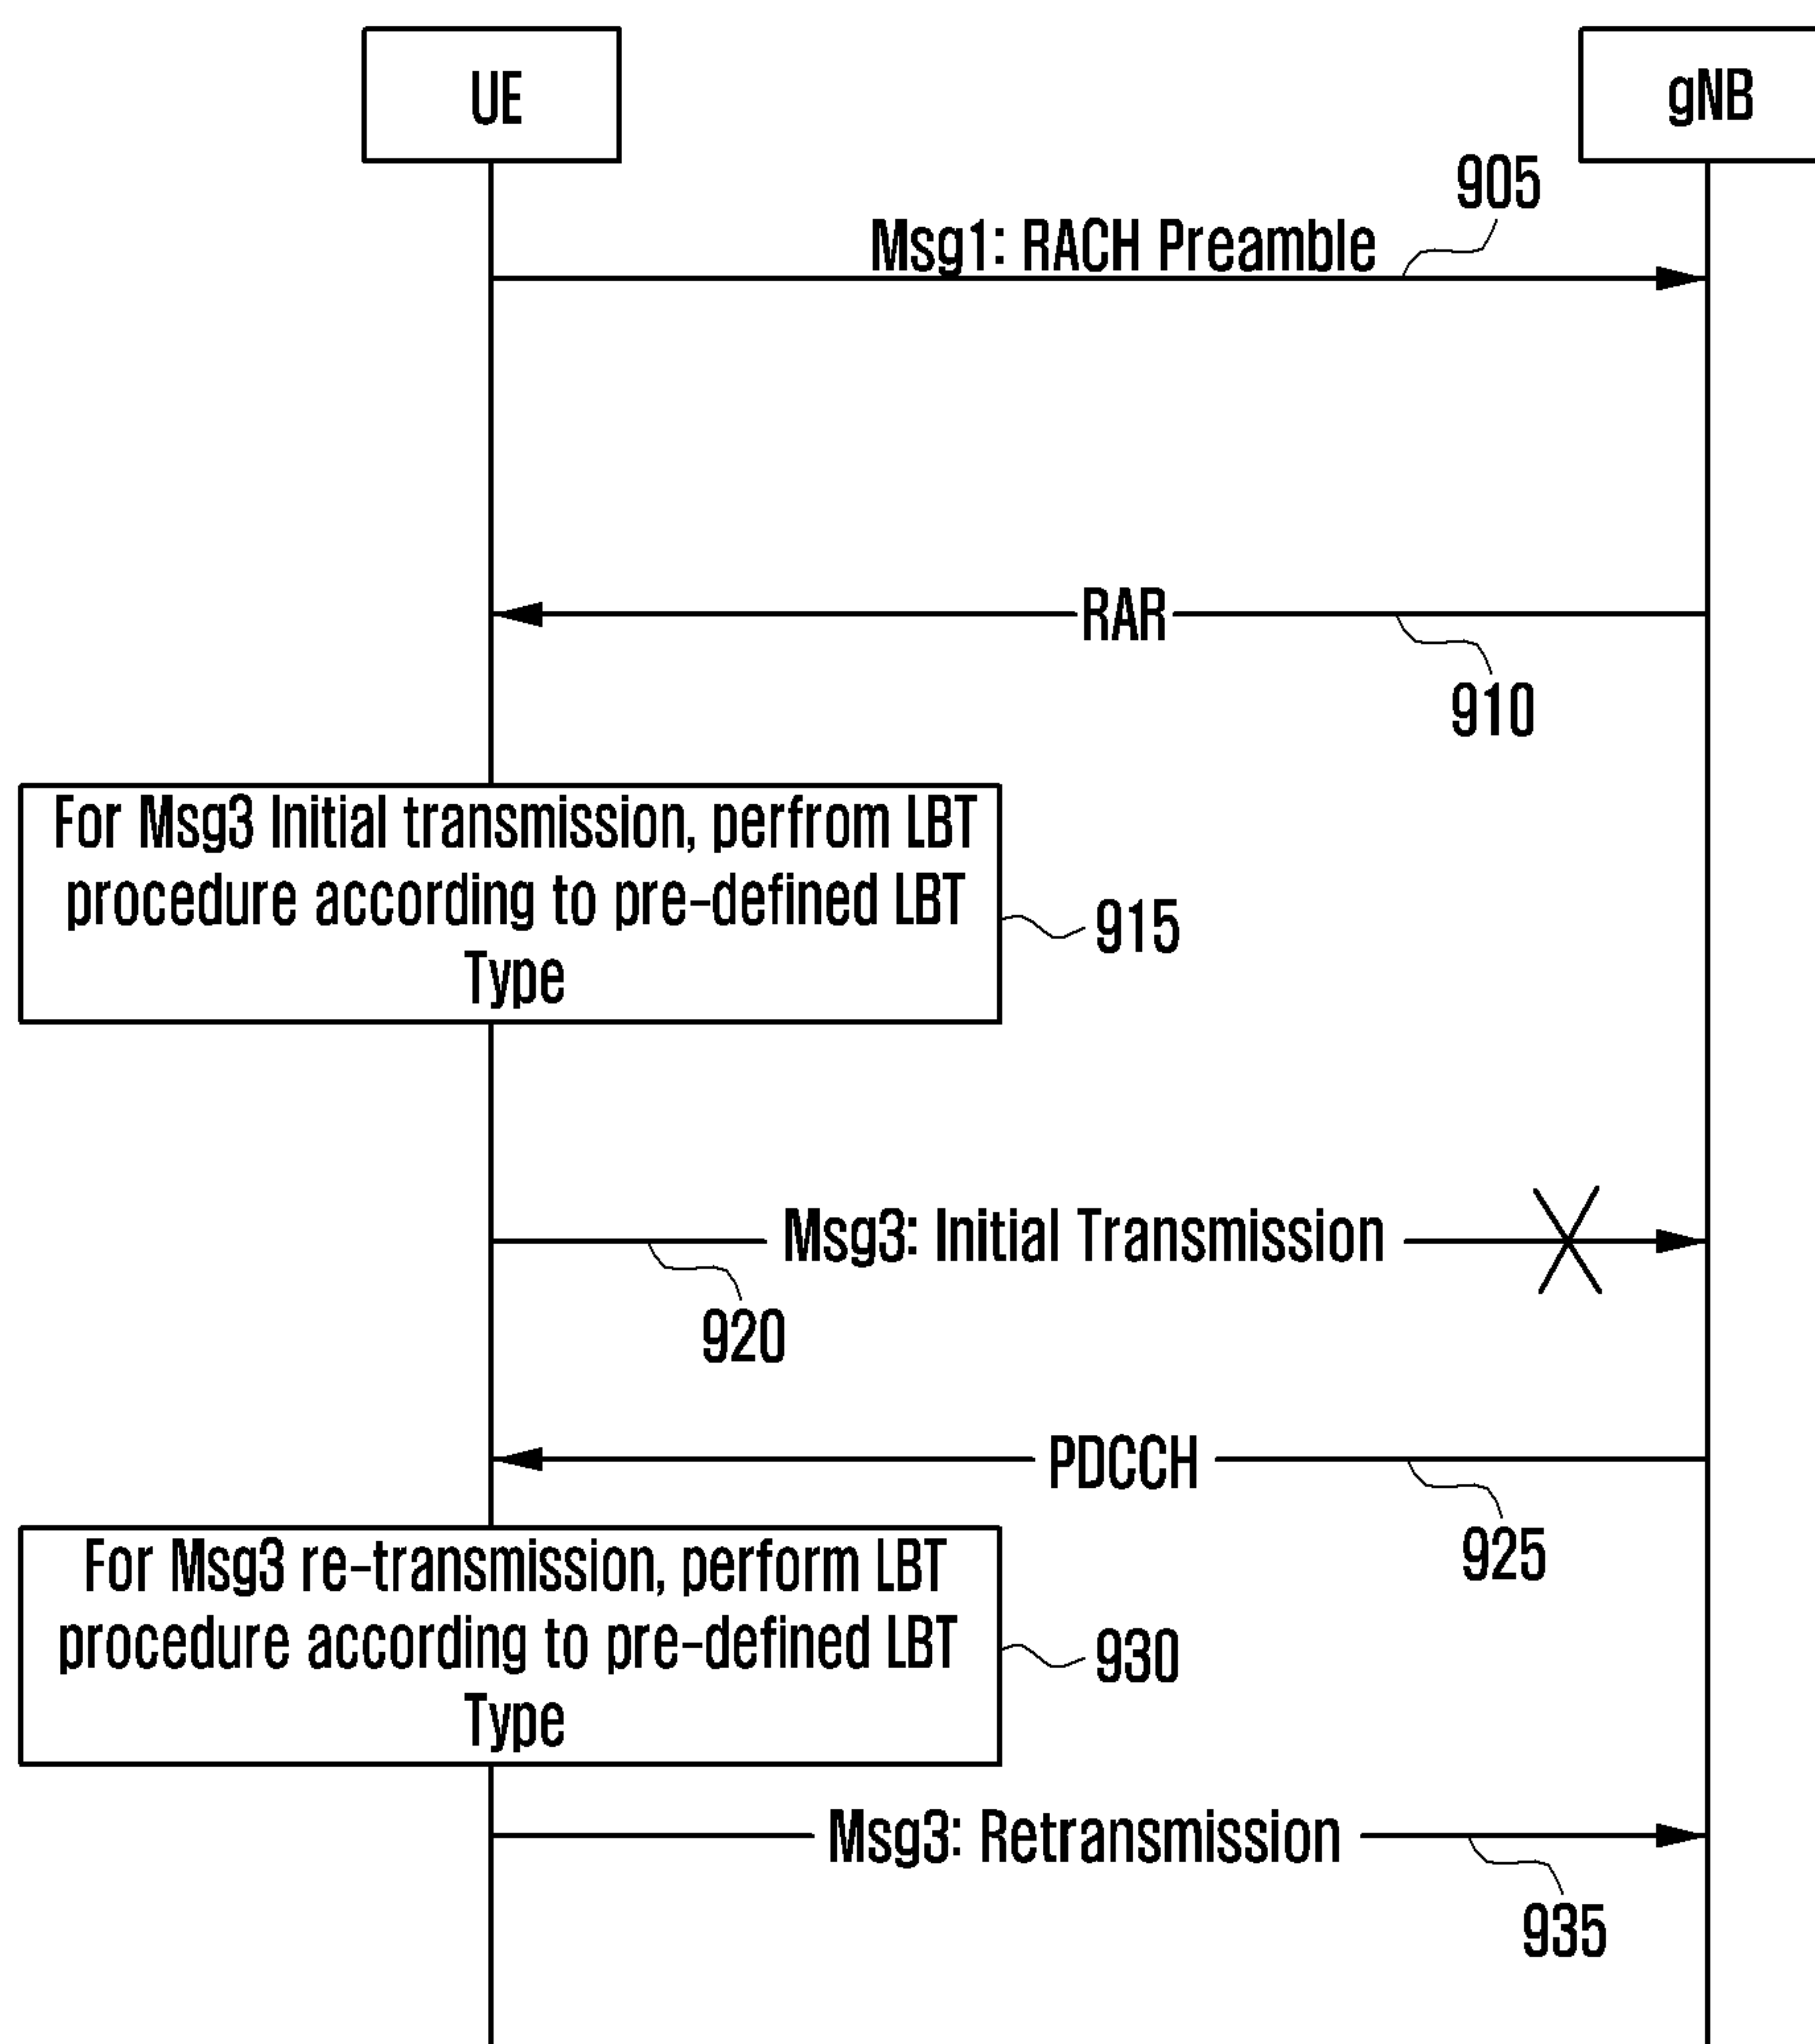 UE
gNB
905
Msg1: RACH Preamble
RAR
910
For Msg3 Initial transmission, perfrom LBT
procedure according to pre-defined LBT
Type
915
Msg3: Initial Transmission
920
PDCCH
925
For Msg3 re-transmission, perform LBT
procedure according to pre-defined LBT
Type
930
Msg3: Retransmission
935